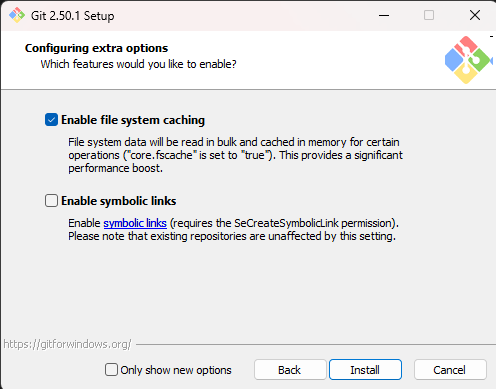 Git 2.50.1 Setup
Configuring extra options
Which features would you like to enable?
Enable file system caching
File system data will be read in bulk and cached in memory for certain
operations ("core.fscache" is set to "true"). This provides a significant
performance boost.
Enable symbolic links
Enable symbolic links (requires the SeCreateSymbolicLink permission).
Please note that existing repositories are unaffected by this setting.
https://gitforwindows.org/
Only show new options
Back
Install
Cancel